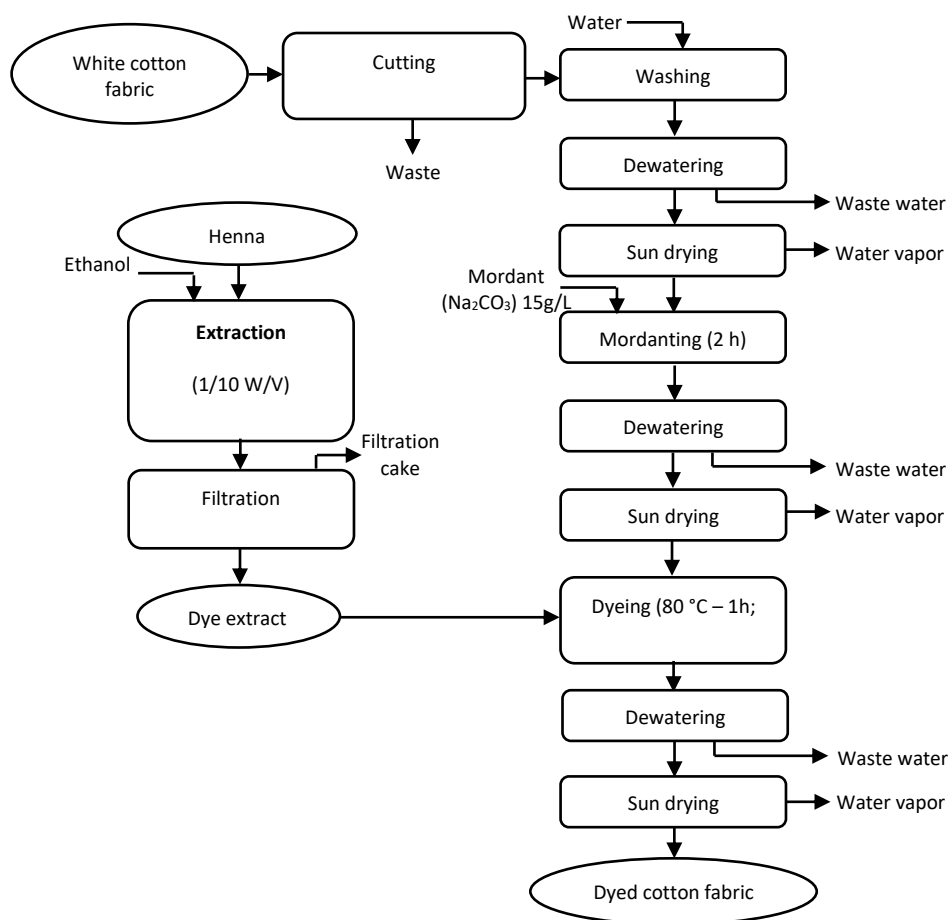 Water
White cotton
fabric
Cutting
Washing
Waste
Dewatering
Waste water
Henna
Sun drying
Water vapor
Ethanol
Mordant
(Na₂CO₃) 15g/L
Extraction
(1/10 W/V)
Mordanting (2 h)
Filtration
cake
Dewatering
Waste water
Filtration
Sun drying
Water vapor
Dye extract
Dyeing (80 °C – 1h;
Dewatering
Waste water
Sun drying
Water vapor
Dyed cotton fabric